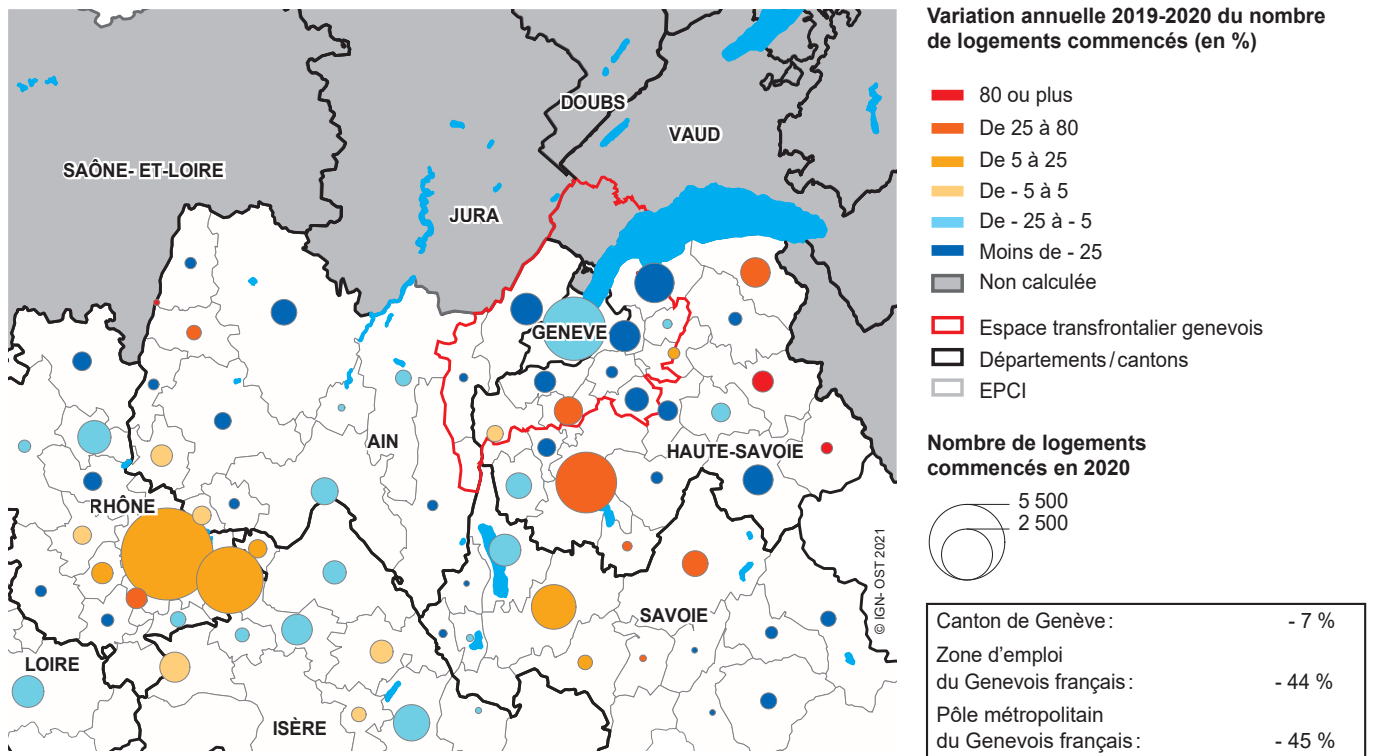 Variation annuelle 2019-2020 du nombre
de logements commencés (en %)
80 ou plus
De 25 à 80
De 5 à 25
De - 5 à 5
De - 25 à - 5
Moins de - 25
Non calculée
Espace transfrontalier genevois
Départements/cantons
EPCI
Nombre de logements
commencés en 2020
5 500
2 500
Canton de Genève : - 7 %
Zone d'emploi
du Genevois français : - 44 %
Pôle métropolitain
du Genevois français : - 45 %
DOUBS
VAUD
SAÔNE- ET-LOIRE
JURA
GENEVE
AIN
HAUTE-SAVOIE
RHÔNE
SAVOIE
LOIRE
ISÈRE
© IGN- OST 2021